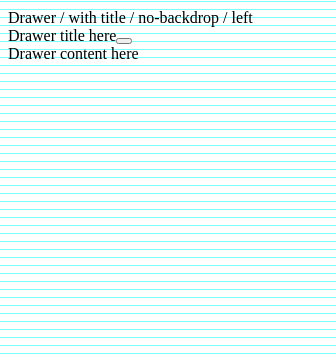 Drawer / with title / no-backdrop / left
Drawer title here
Drawer content here